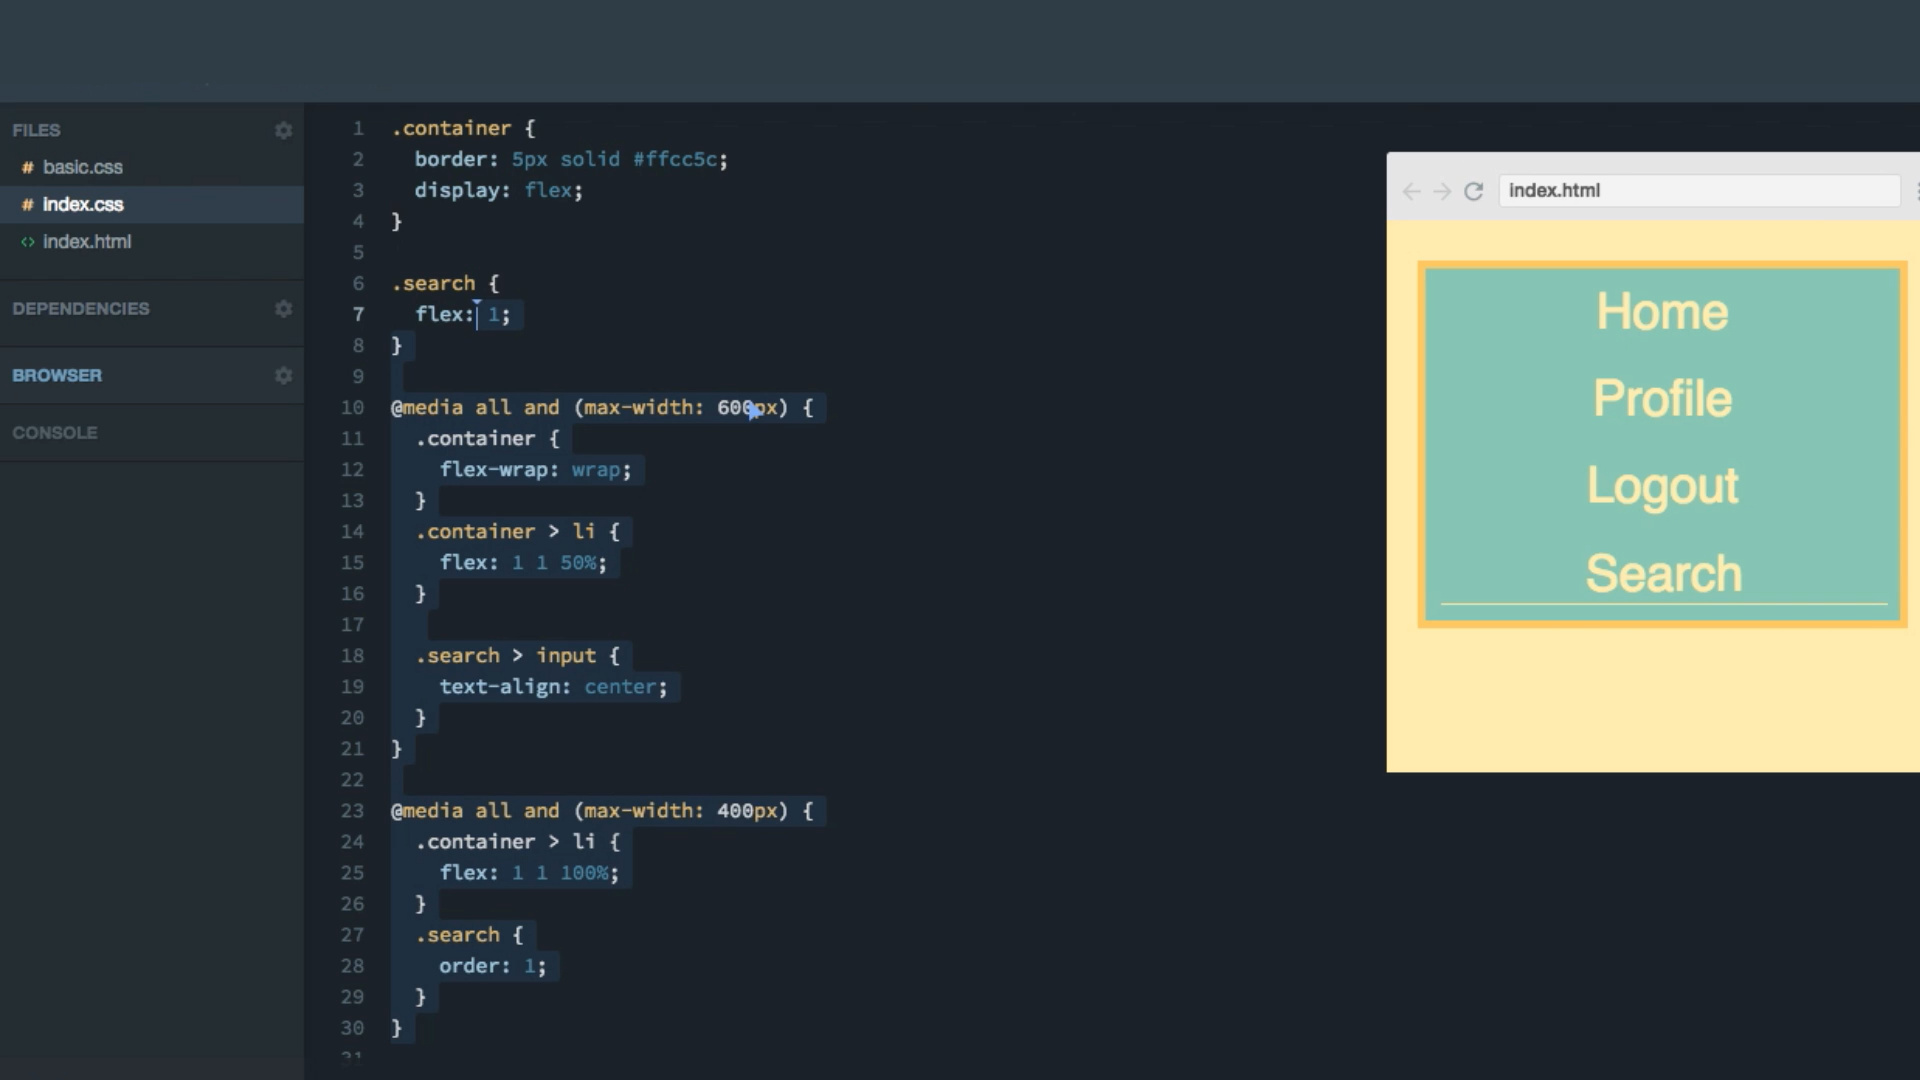 FILES
# basic.css
# index.css
<> index.html
DEPENDENCIES
BROWSER
CONSOLE
1 .container {
2   border: 5px solid #ffcc5c;
3   display: flex;
4 }
5
6 .search {
7   flex: 1;
8 }
9
10 @media all and (max-width: 600px) {
11   .container {
12     flex-wrap: wrap;
13   }
14   .container > li {
15     flex: 1 1 50%;
16   }
17
18   .search > input {
19     text-align: center;
20   }
21 }
22
23 @media all and (max-width: 400px) {
24   .container > li {
25     flex: 1 1 100%;
26   }
27   .search {
28     order: 1;
29   }
30 }
31
index.html
Home
Profile
Logout
Search